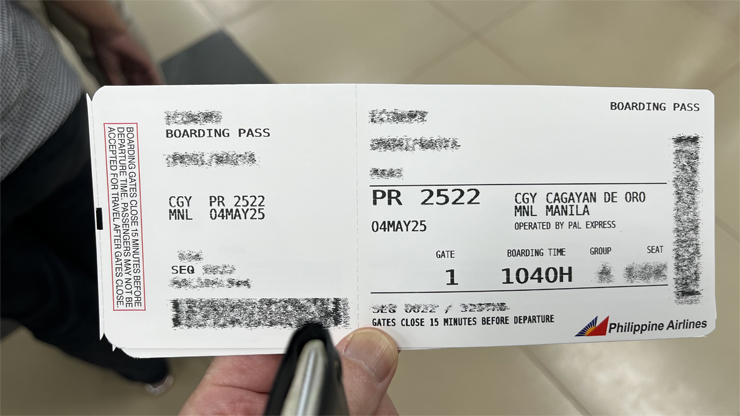 BOARDING GATES CLOSE 15 MINUTES BEFORE
DEPARTURE TIME. PASSENGERS MAY NOT BE
ACCEPTED FOR TRAVEL AFTER GATES CLOSE.
BOARDING PASS
CGY PR 2522
MNL 04MAY25
SEQ
BOARDING PASS
PR 2522
CGY CAGAYAN DE ORO
MNL MANILA
04MAY25
OPERATED BY PAL EXPRESS
GATE BOARDING TIME GROUP SEAT
1 1040H
GATES CLOSE 15 MINUTES BEFORE DEPARTURE
Philippine Airlines